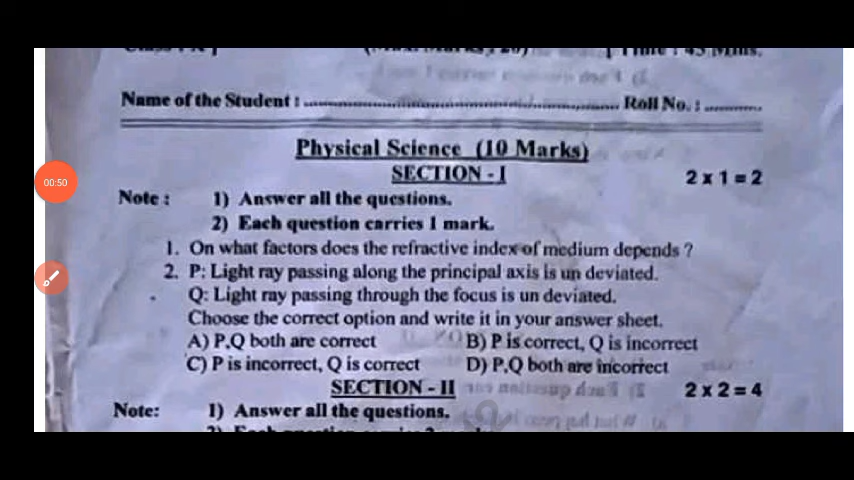 Name of the Student : ............ Roll No. : ............
Physical Science (10 Marks)
SECTION - I
2 x 1 = 2
Note : 1) Answer all the questions.
2) Each question carries 1 mark.
1. On what factors does the refractive index of medium depends ?
2. P: Light ray passing along the principal axis is un deviated.
Q: Light ray passing through the focus is un deviated.
Choose the correct option and write it in your answer sheet.
A) P,Q both are correct B) P is correct, Q is incorrect
C) P is incorrect, Q is correct D) P,Q both are incorrect
SECTION - II
2 x 2 = 4
Note: 1) Answer all the questions.
00:50